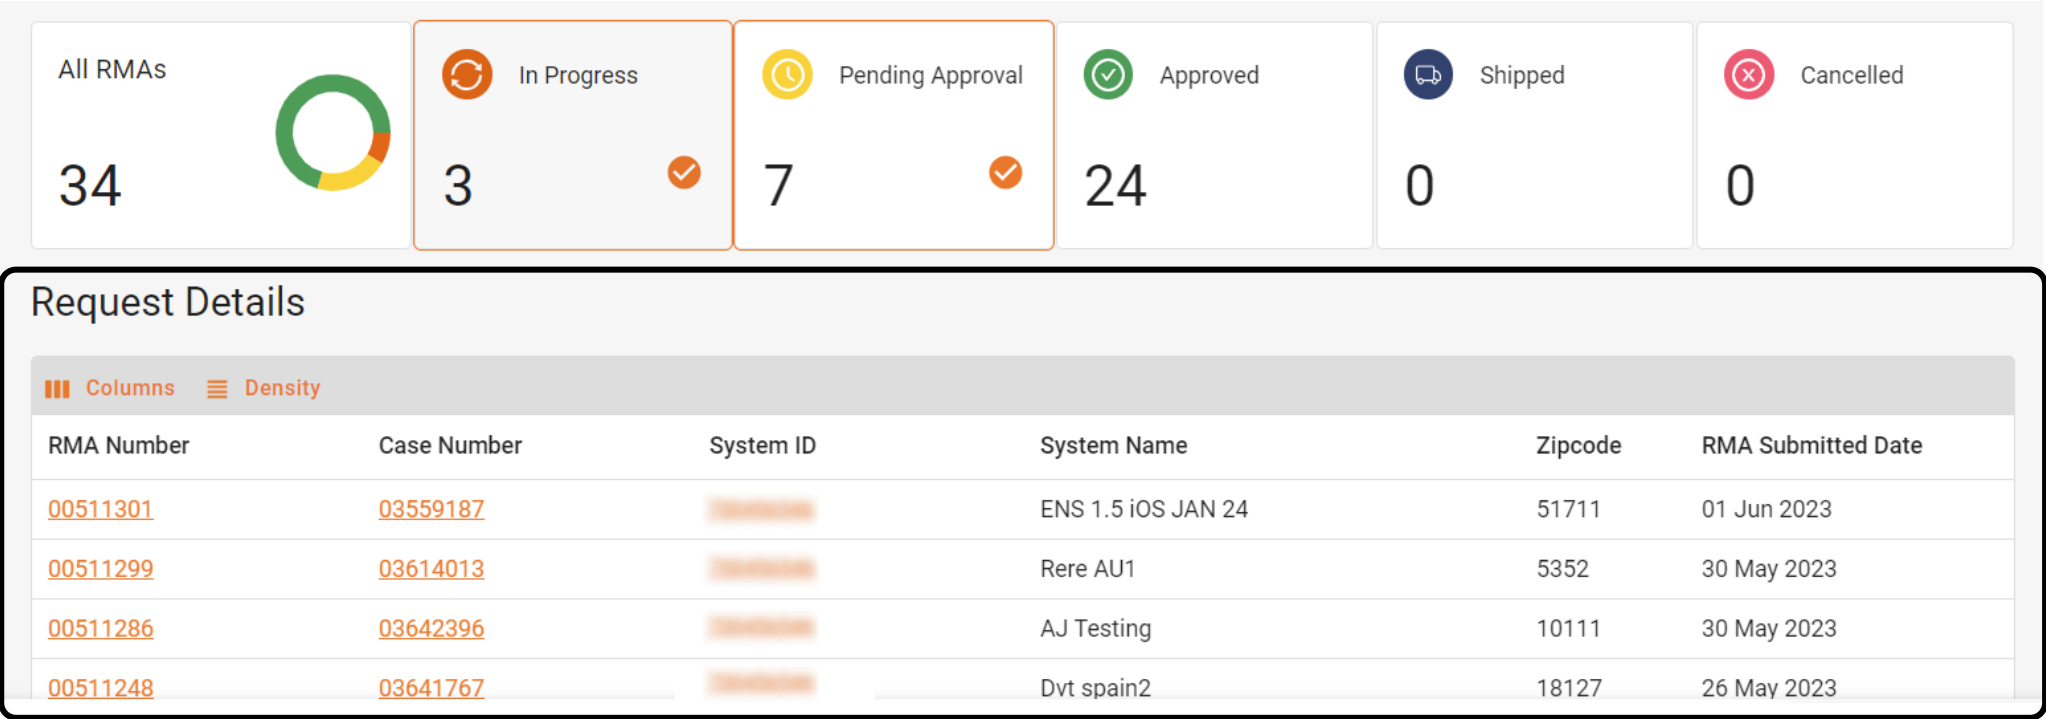 All RMAs
34
In Progress
3
Pending Approval
7
Approved
24
Shipped
0
Cancelled
0
Request Details
Columns Density
RMA Number Case Number System ID System Name Zipcode RMA Submitted Date
00511301 03559187 ENS 1.5 iOS JAN 24 51711 01 Jun 2023
00511299 03614013 Rere AU1 5352 30 May 2023
00511286 03642396 AJ Testing 10111 30 May 2023
00511248 03641767 Dvt spain2 18127 26 May 2023